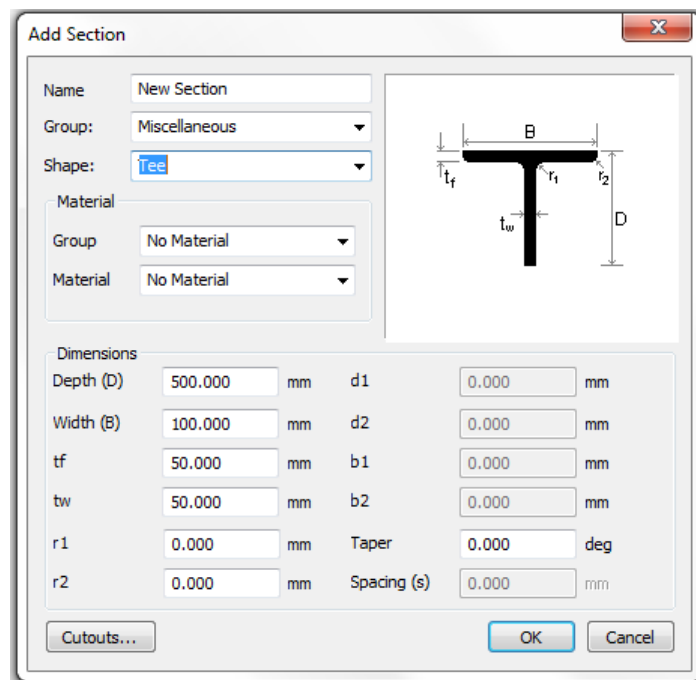 Add Section
Name New Section
Group: Miscellaneous
Shape: Tee
Material
Group No Material
Material No Material
B
tf
r1
r2
tw
D
Dimensions
Depth (D) 500.000 mm d1 0.000 mm
Width (B) 100.000 mm d2 0.000 mm
tf 50.000 mm b1 0.000 mm
tw 50.000 mm b2 0.000 mm
r1 0.000 mm Taper 0.000 deg
r2 0.000 mm Spacing (s) 0.000 mm
Cutouts... OK Cancel